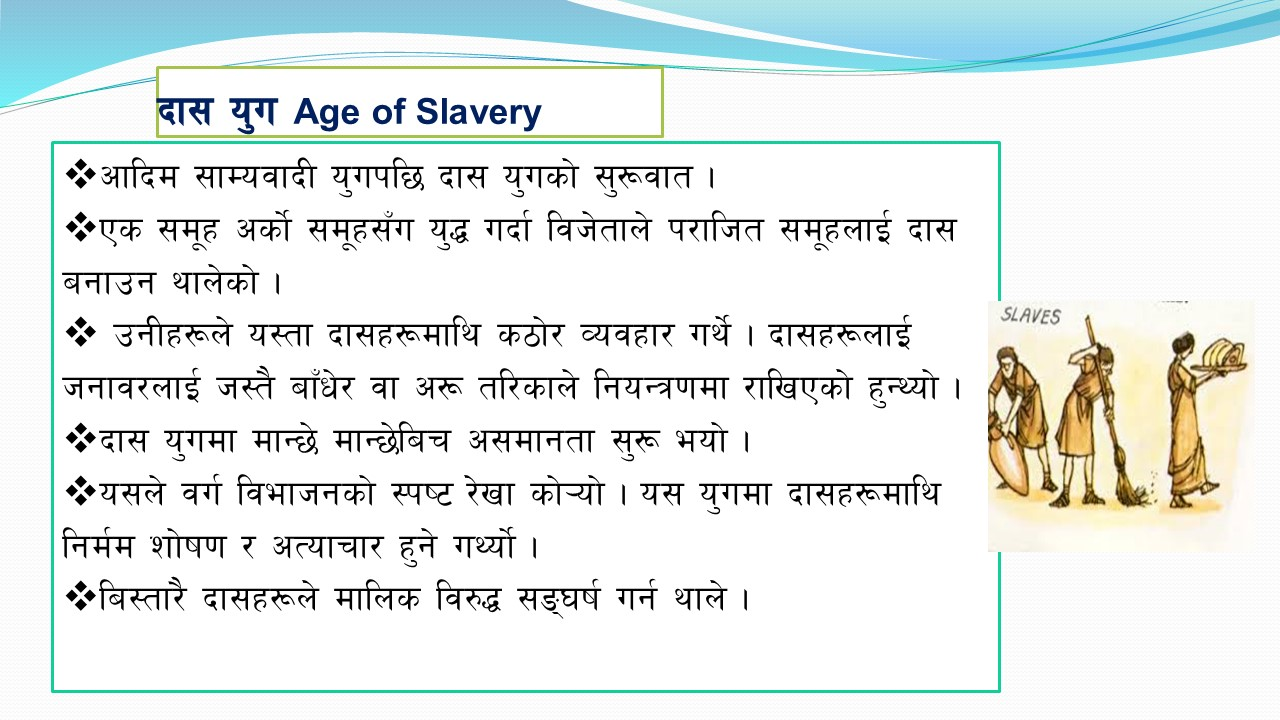 दास युग Age of Slavery
❖आदिम साम्यवादी युगपछि दास युगको सुरूवात ।
❖एक समूह अर्को समूहसँग युद्ध गर्दा विजेताले पराजित समूहलाई दास
बनाउन थालेको ।
❖ उनीहरूले यस्ता दासहरूमाथि कठोर व्यवहार गर्थे । दासहरूलाई
जनावरलाई जस्तै बाँधेर वा अरू तरिकाले नियन्त्रणमा राखिएको हुन्थ्यो ।
❖दास युगमा मान्छे मान्छेबिच असमानता सुरू भयो ।
❖यसले वर्ग विभाजनको स्पष्ट रेखा कोऱ्यो । यस युगमा दासहरूमाथि
निर्मम शोषण र अत्याचार हुने गर्थ्यो ।
❖बिस्तारै दासहरूले मालिक विरुद्ध सङ्घर्ष गर्न थाले ।
SLAVES